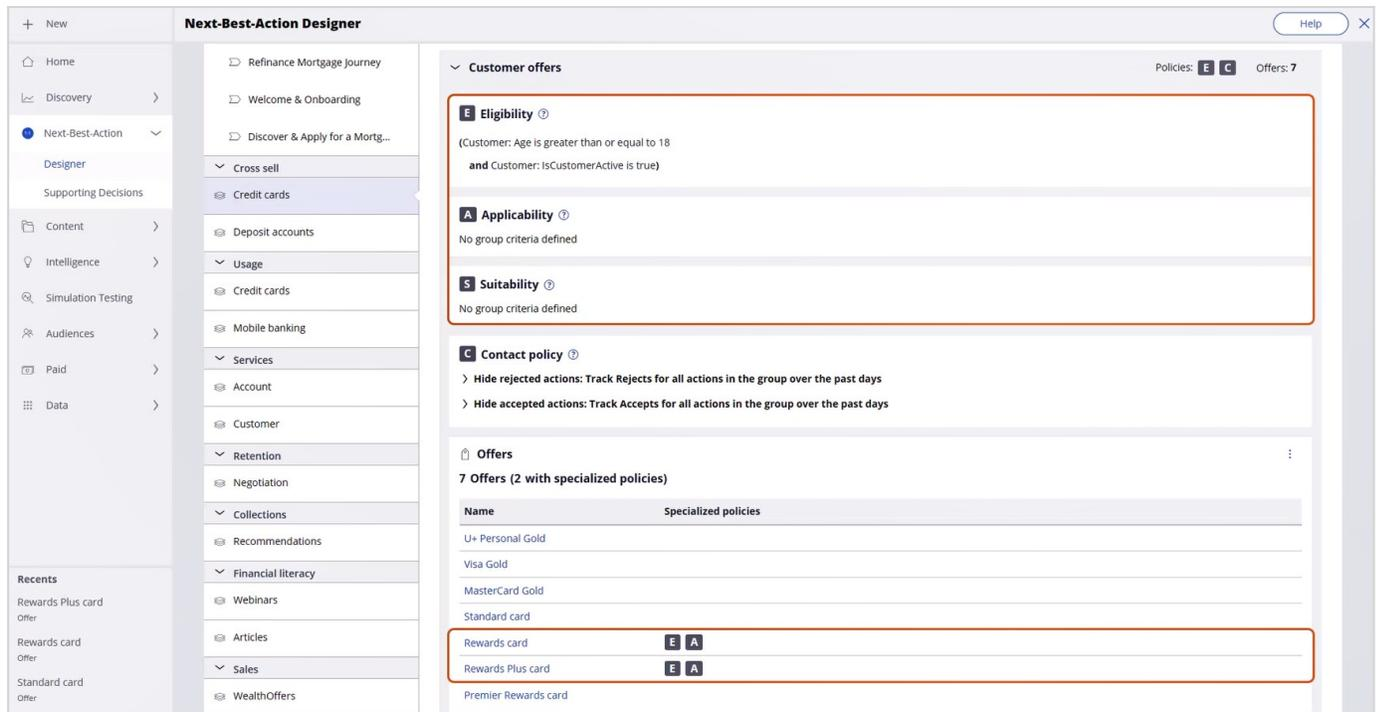 + New
Next-Best-Action Designer
Help
Home
Discovery
Next-Best-Action
Designer
Supporting Decisions
Content
Intelligence
Simulation Testing
Audiences
Paid
Data
Recents
Rewards Plus card
Offer
Rewards card
Offer
Standard card
Offer
Refinance Mortgage Journey
Welcome & Onboarding
Discover & Apply for a Mortg...
Cross sell
Credit cards
Deposit accounts
Usage
Credit cards
Mobile banking
Services
Account
Customer
Retention
Negotiation
Collections
Recommendations
Financial literacy
Webinars
Articles
Sales
WealthOffers
Customer offers Policies: E C Offers: 7
E Eligibility ?
(Customer: Age is greater than or equal to 18
and Customer: IsCustomerActive is true)
A Applicability ?
No group criteria defined
S Suitability ?
No group criteria defined
C Contact policy ?
Hide rejected actions: Track Rejects for all actions in the group over the past days
Hide accepted actions: Track Accepts for all actions in the group over the past days
Offers
7 Offers (2 with specialized policies)
Name Specialized policies
U+ Personal Gold
Visa Gold
MasterCard Gold
Standard card
Rewards card E A
Rewards Plus card E A
Premier Rewards card